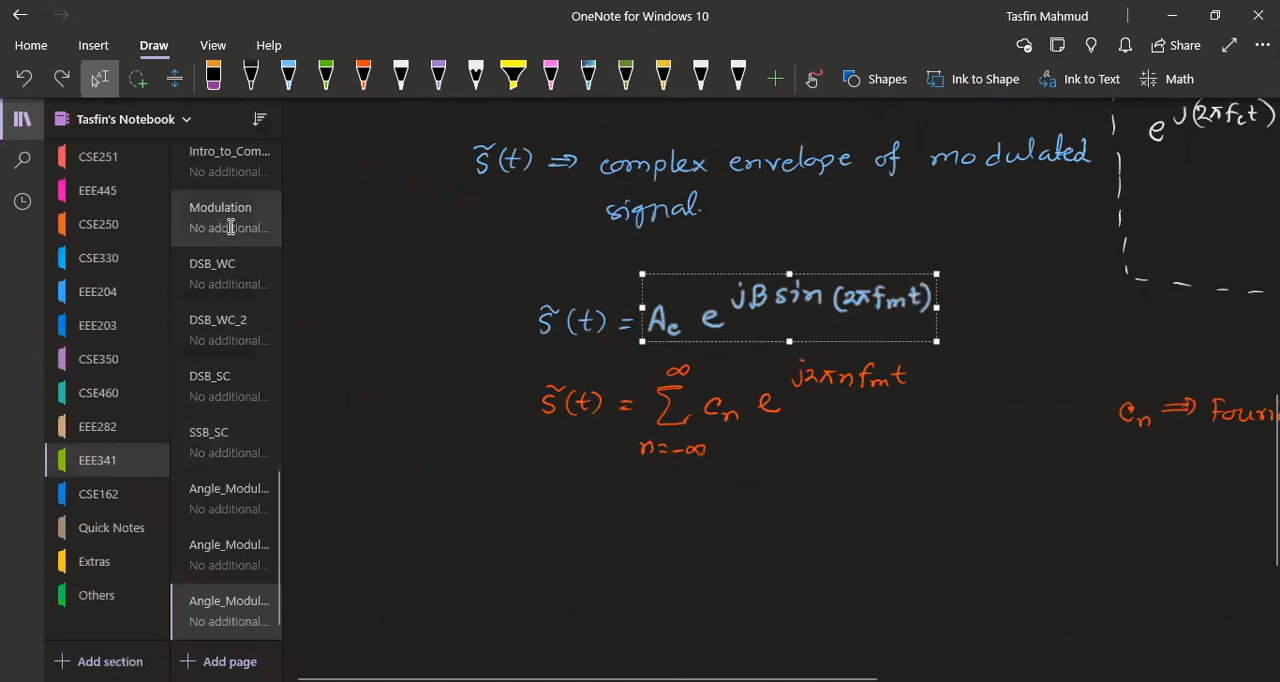 OneNote for Windows 10
Tasfin Mahmud
Home Insert Draw View Help
Share
Shapes Ink to Shape Ink to Text Math
Tasfin's Notebook
CSE251
EEE445
CSE250
CSE330
EEE204
EEE203
CSE350
CSE460
EEE282
EEE341
CSE162
Quick Notes
Extras
Others
Add section
Intro_to_Com...
No additional...
Modulation
No additional...
DSB_WC
No additional...
DSB_WC_2
No additional...
DSB_SC
No additional...
SSB_SC
No additional...
Angle_Modul...
No additional...
Angle_Modul...
No additional...
Angle_Modul...
No additional...
Add page
e^{j(2πf_c t)}
s̃(t) ⇒ complex envelope of modulated
signal.
s̃(t) = A_c e^{jβ sin(2πf_m t)}
s̃(t) = ∑_{n=-∞}^{∞} c_n e^{j2πn f_m t}
c_n ⇒ Fouri